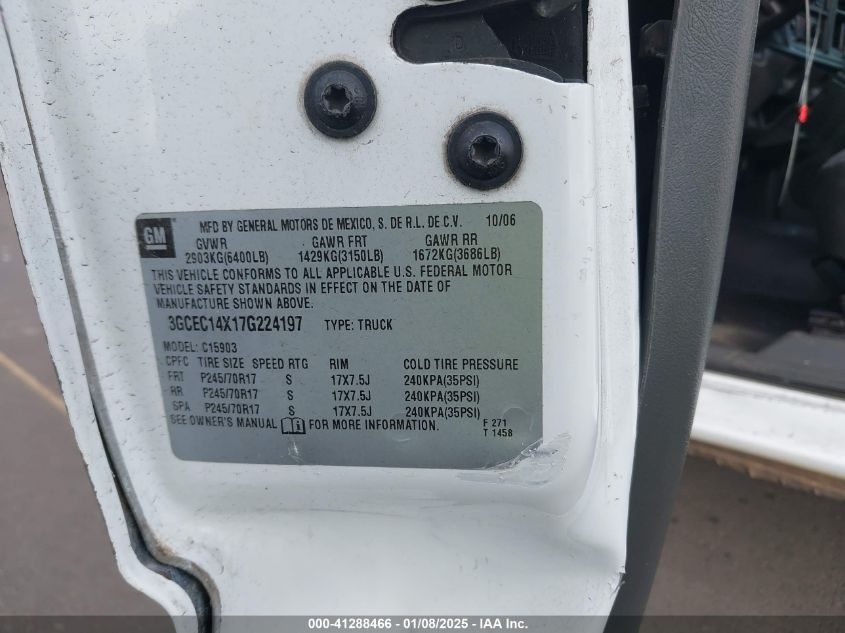 GM
MFD BY GENERAL MOTORS DE MEXICO, S. DE R.L. DE C.V. 10/06
GVWR GAWR FRT GAWR RR
2903KG(6400LB) 1429KG(3150LB) 1672KG(3686LB)
THIS VEHICLE CONFORMS TO ALL APPLICABLE U.S. FEDERAL MOTOR
VEHICLE SAFETY STANDARDS IN EFFECT ON THE DATE OF
MANUFACTURE SHOWN ABOVE.
3GCEC14X17G224197 TYPE: TRUCK
MODEL: C15903
CPFC TIRE SIZE SPEED RTG RIM COLD TIRE PRESSURE
FRT P245/70R17 S 17X7.5J 240KPA(35PSI)
RR P245/70R17 S 17X7.5J 240KPA(35PSI)
SPA P245/70R17 S 17X7.5J 240KPA(35PSI)
SEE OWNER'S MANUAL FOR MORE INFORMATION.
F 271
T 1458
000-41288466 - 01/08/2025 - IAA Inc.